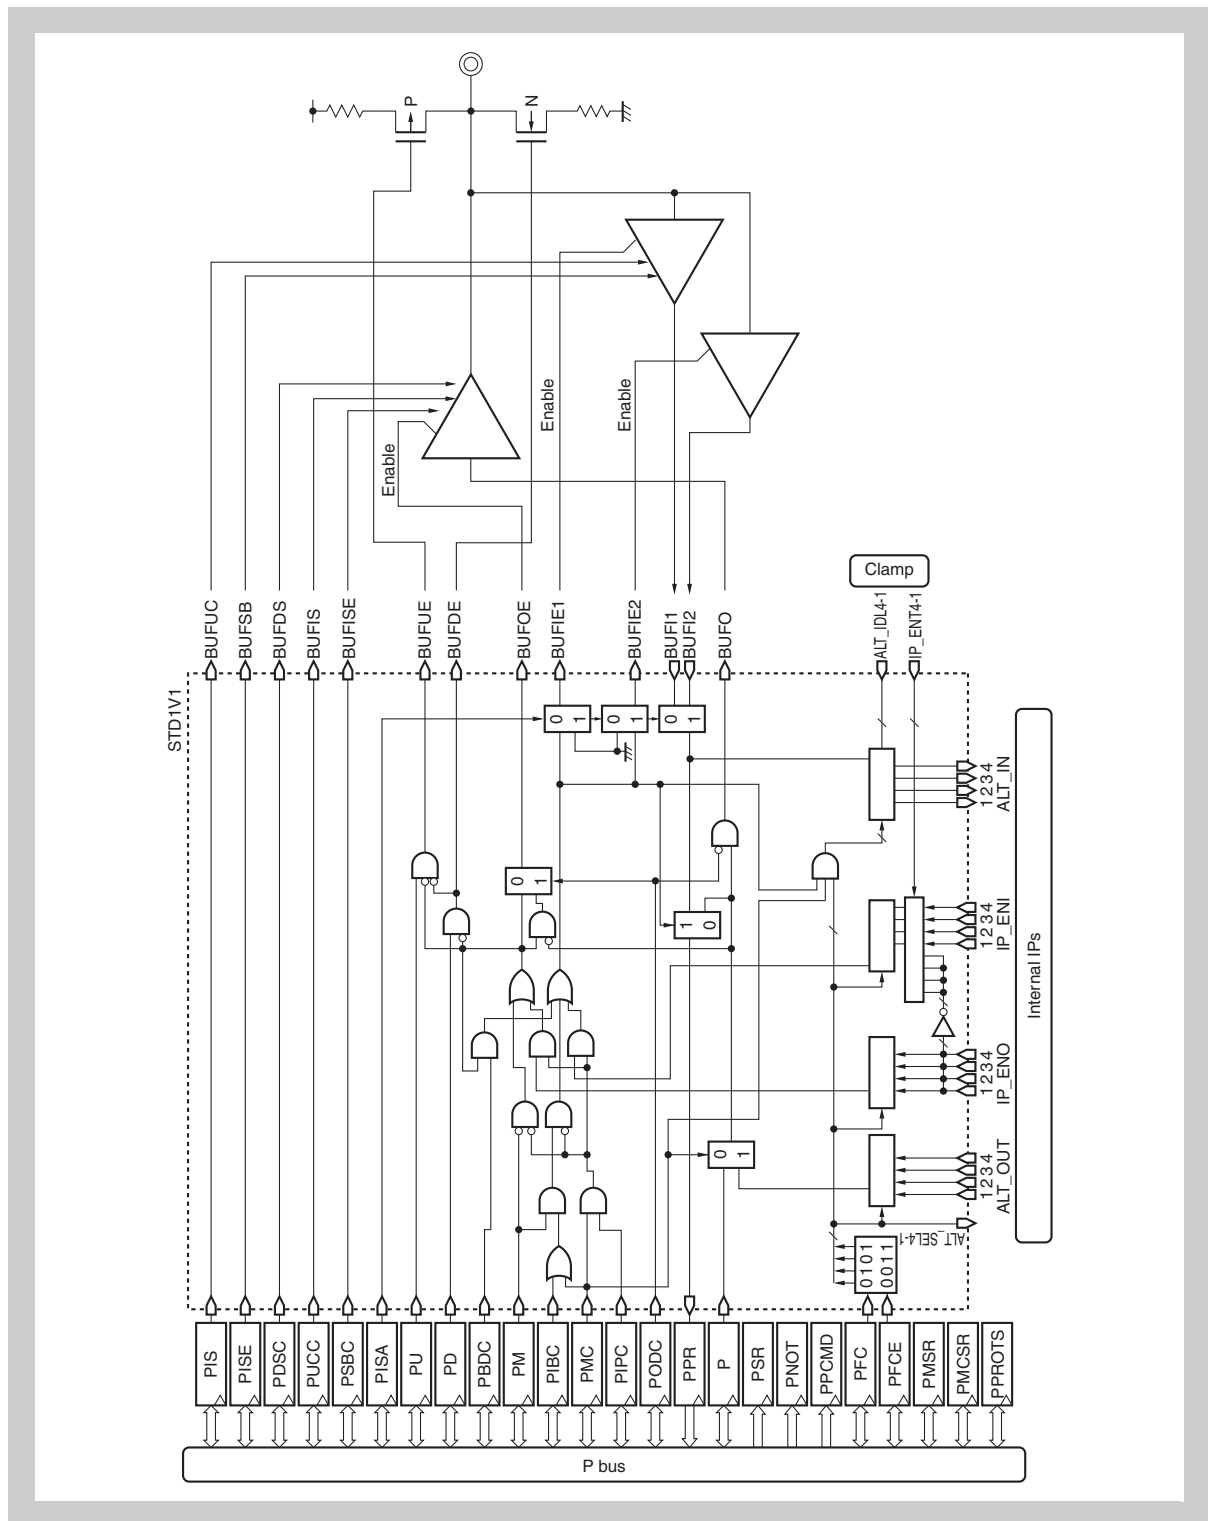 P
N
Enable
Enable
Enable
BUFUC
BUFSB
BUFDS
BUFIS
BUFISE
BUFUE
BUFDE
BUFOE
BUFIE1
BUFIE2
BUFI1
BUFI2
BUFO
Clamp
ALT_IDL4-1
IP_ENT4-1
STD1V1
0 1
0 1
0 1
0 1
1 0
0 1
1 2 3 4
ALT_IN
1 2 3 4
IP_ENI
1 2 3 4
IP_ENO
1 2 3 4
ALT_OUT
ALT_SEL4-1
0 1 0 1
0 0 1 1
Internal IPs
PIS
PISE
PDSC
PUCC
PSBC
PISA
PU
PD
PBDC
PM
PIBC
PMC
PIPC
PODC
PPR
P
PSR
PNOT
PPCMD
PFC
PFCE
PMSR
PMCSR
PPROTS
P bus